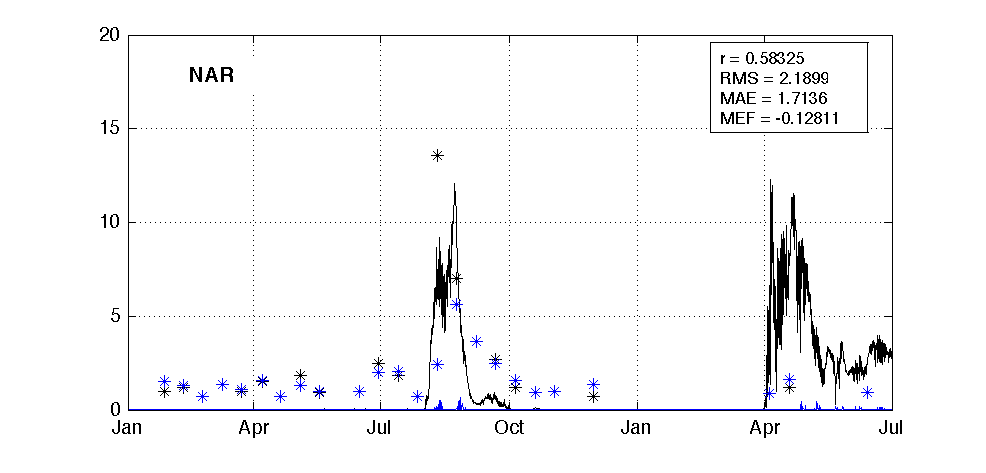 20
NAR
r = 0.58325
RMS = 2.1899
MAE = 1.7136
MEF = -0.12811
15
10
5
0
Jan Apr Jul Oct Jan Apr Jul